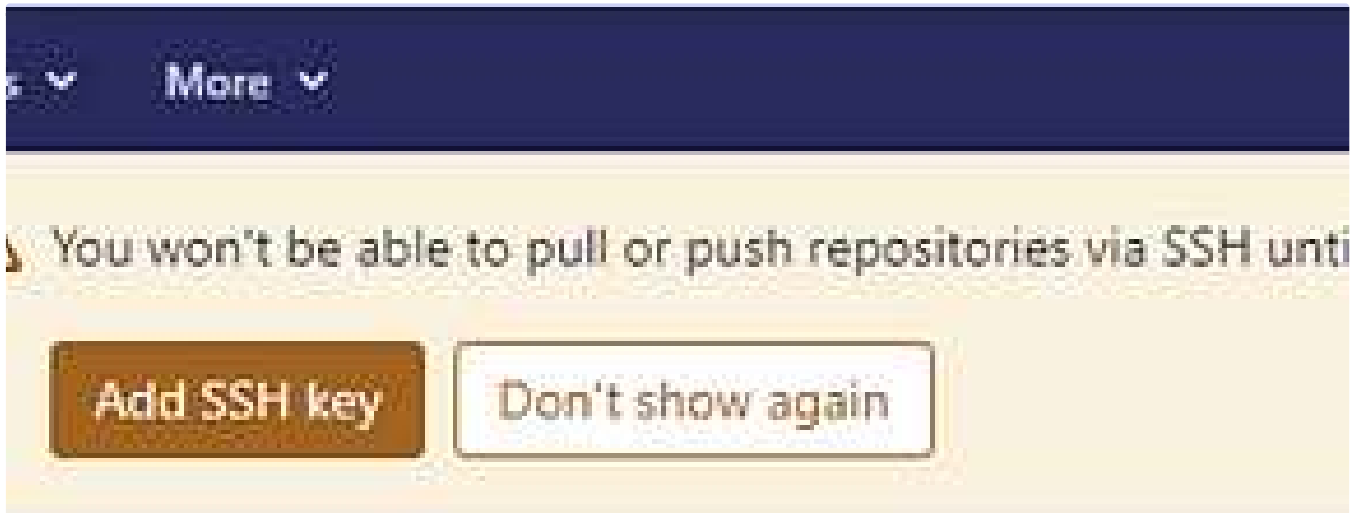 s More
You won't be able to pull or push repositories via SSH unti
Add SSH key Don't show again